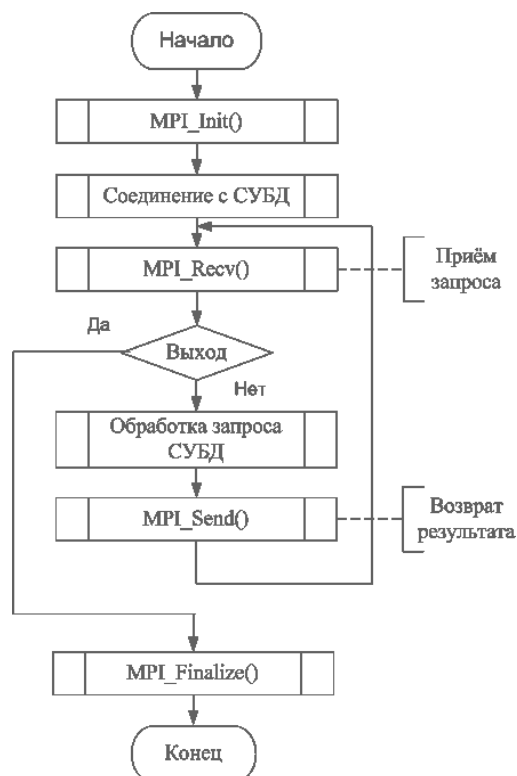 Начало
MPI_Init()
Соединение с СУБД
MPI_Recv()
Приём
запроса
Да
Выход
Нет
Обработка запроса
СУБД
MPI_Send()
Возврат
результата
MPI_Finalize()
Конец